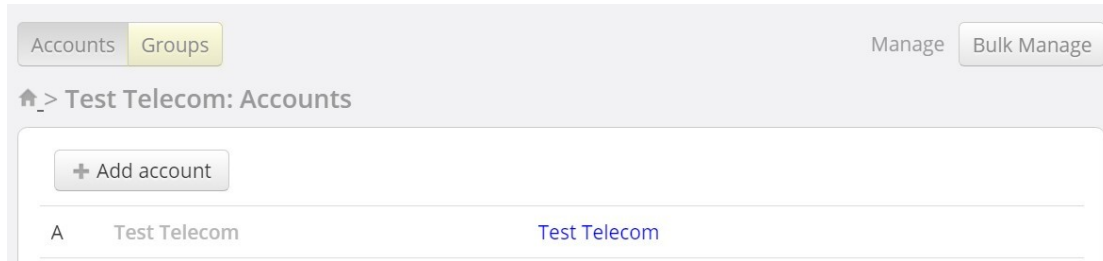 Accounts Groups Manage Bulk Manage
> Test Telecom: Accounts
+ Add account
A Test Telecom Test Telecom